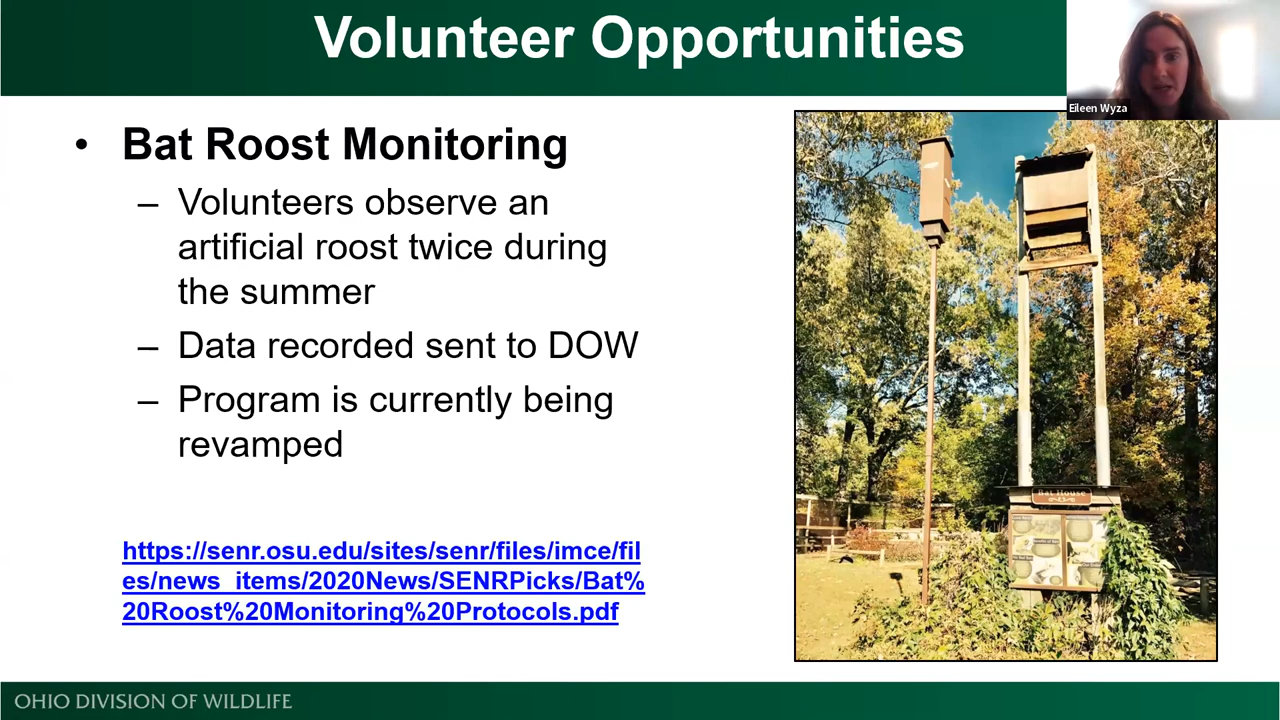 Volunteer Opportunities
Eileen Wyza
• Bat Roost Monitoring
– Volunteers observe an
artificial roost twice during
the summer
– Data recorded sent to DOW
– Program is currently being
revamped
https://senr.osu.edu/sites/senr/files/imce/fil
es/news_items/2020News/SENRPicks/Bat%
20Roost%20Monitoring%20Protocols.pdf
Bat House
OHIO DIVISION OF WILDLIFE